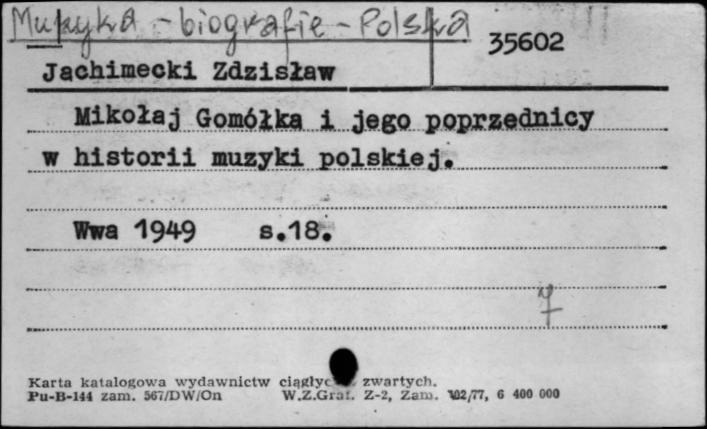 Muzyka - biografie - Polska
35602
Jachimecki Zdzisław
Mikołaj Gomółka i jego poprzednicy
w historii muzyki polskiej.
Wwa 1949 s.18.
7
Karta katalogowa wydawnictw zwartych.
Pu-B-144 zam. 567/DW/On W.Z.Graf. Z-2, Zam. 102/77, 6 400 000